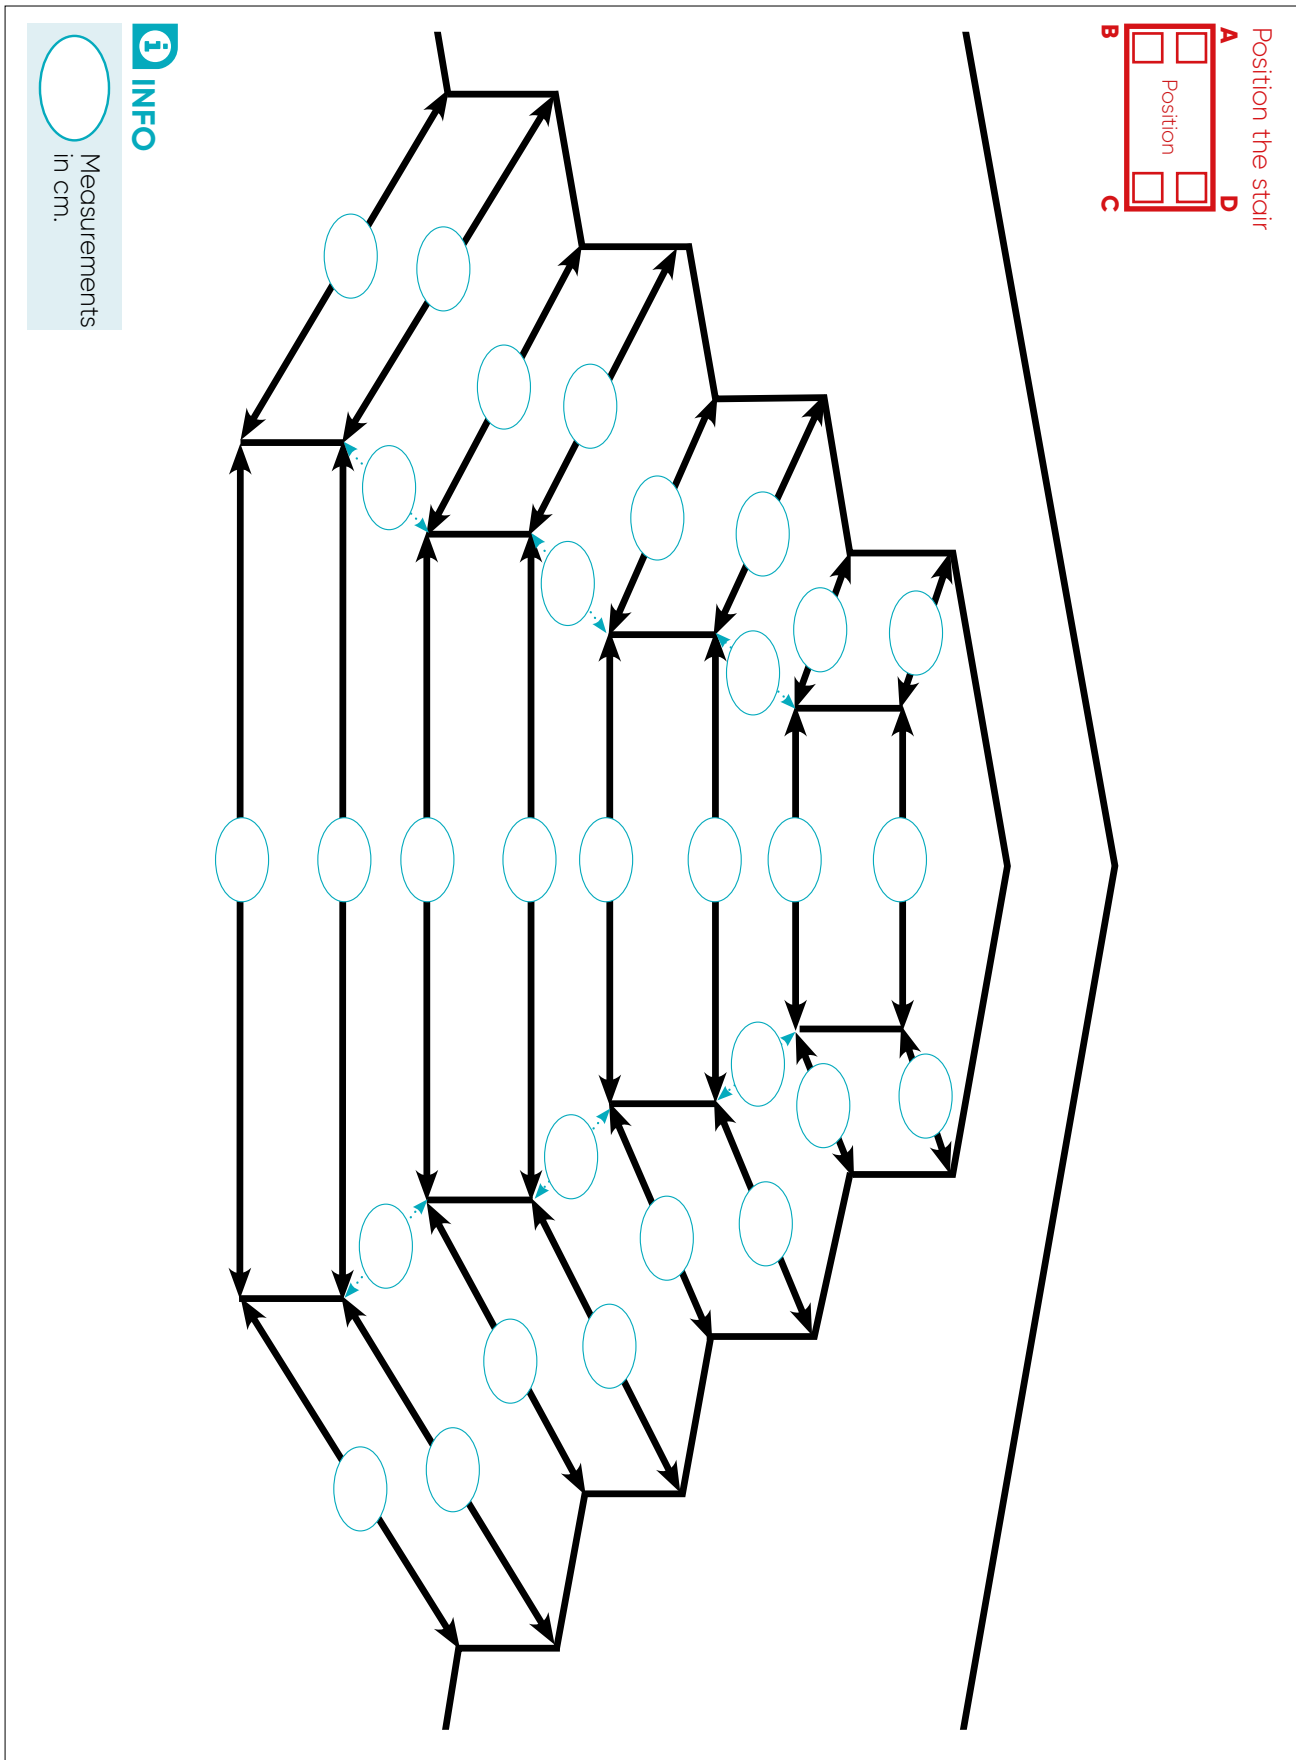 Position the stair
A
D
Position
B
C
i INFO
Measurements
in cm.